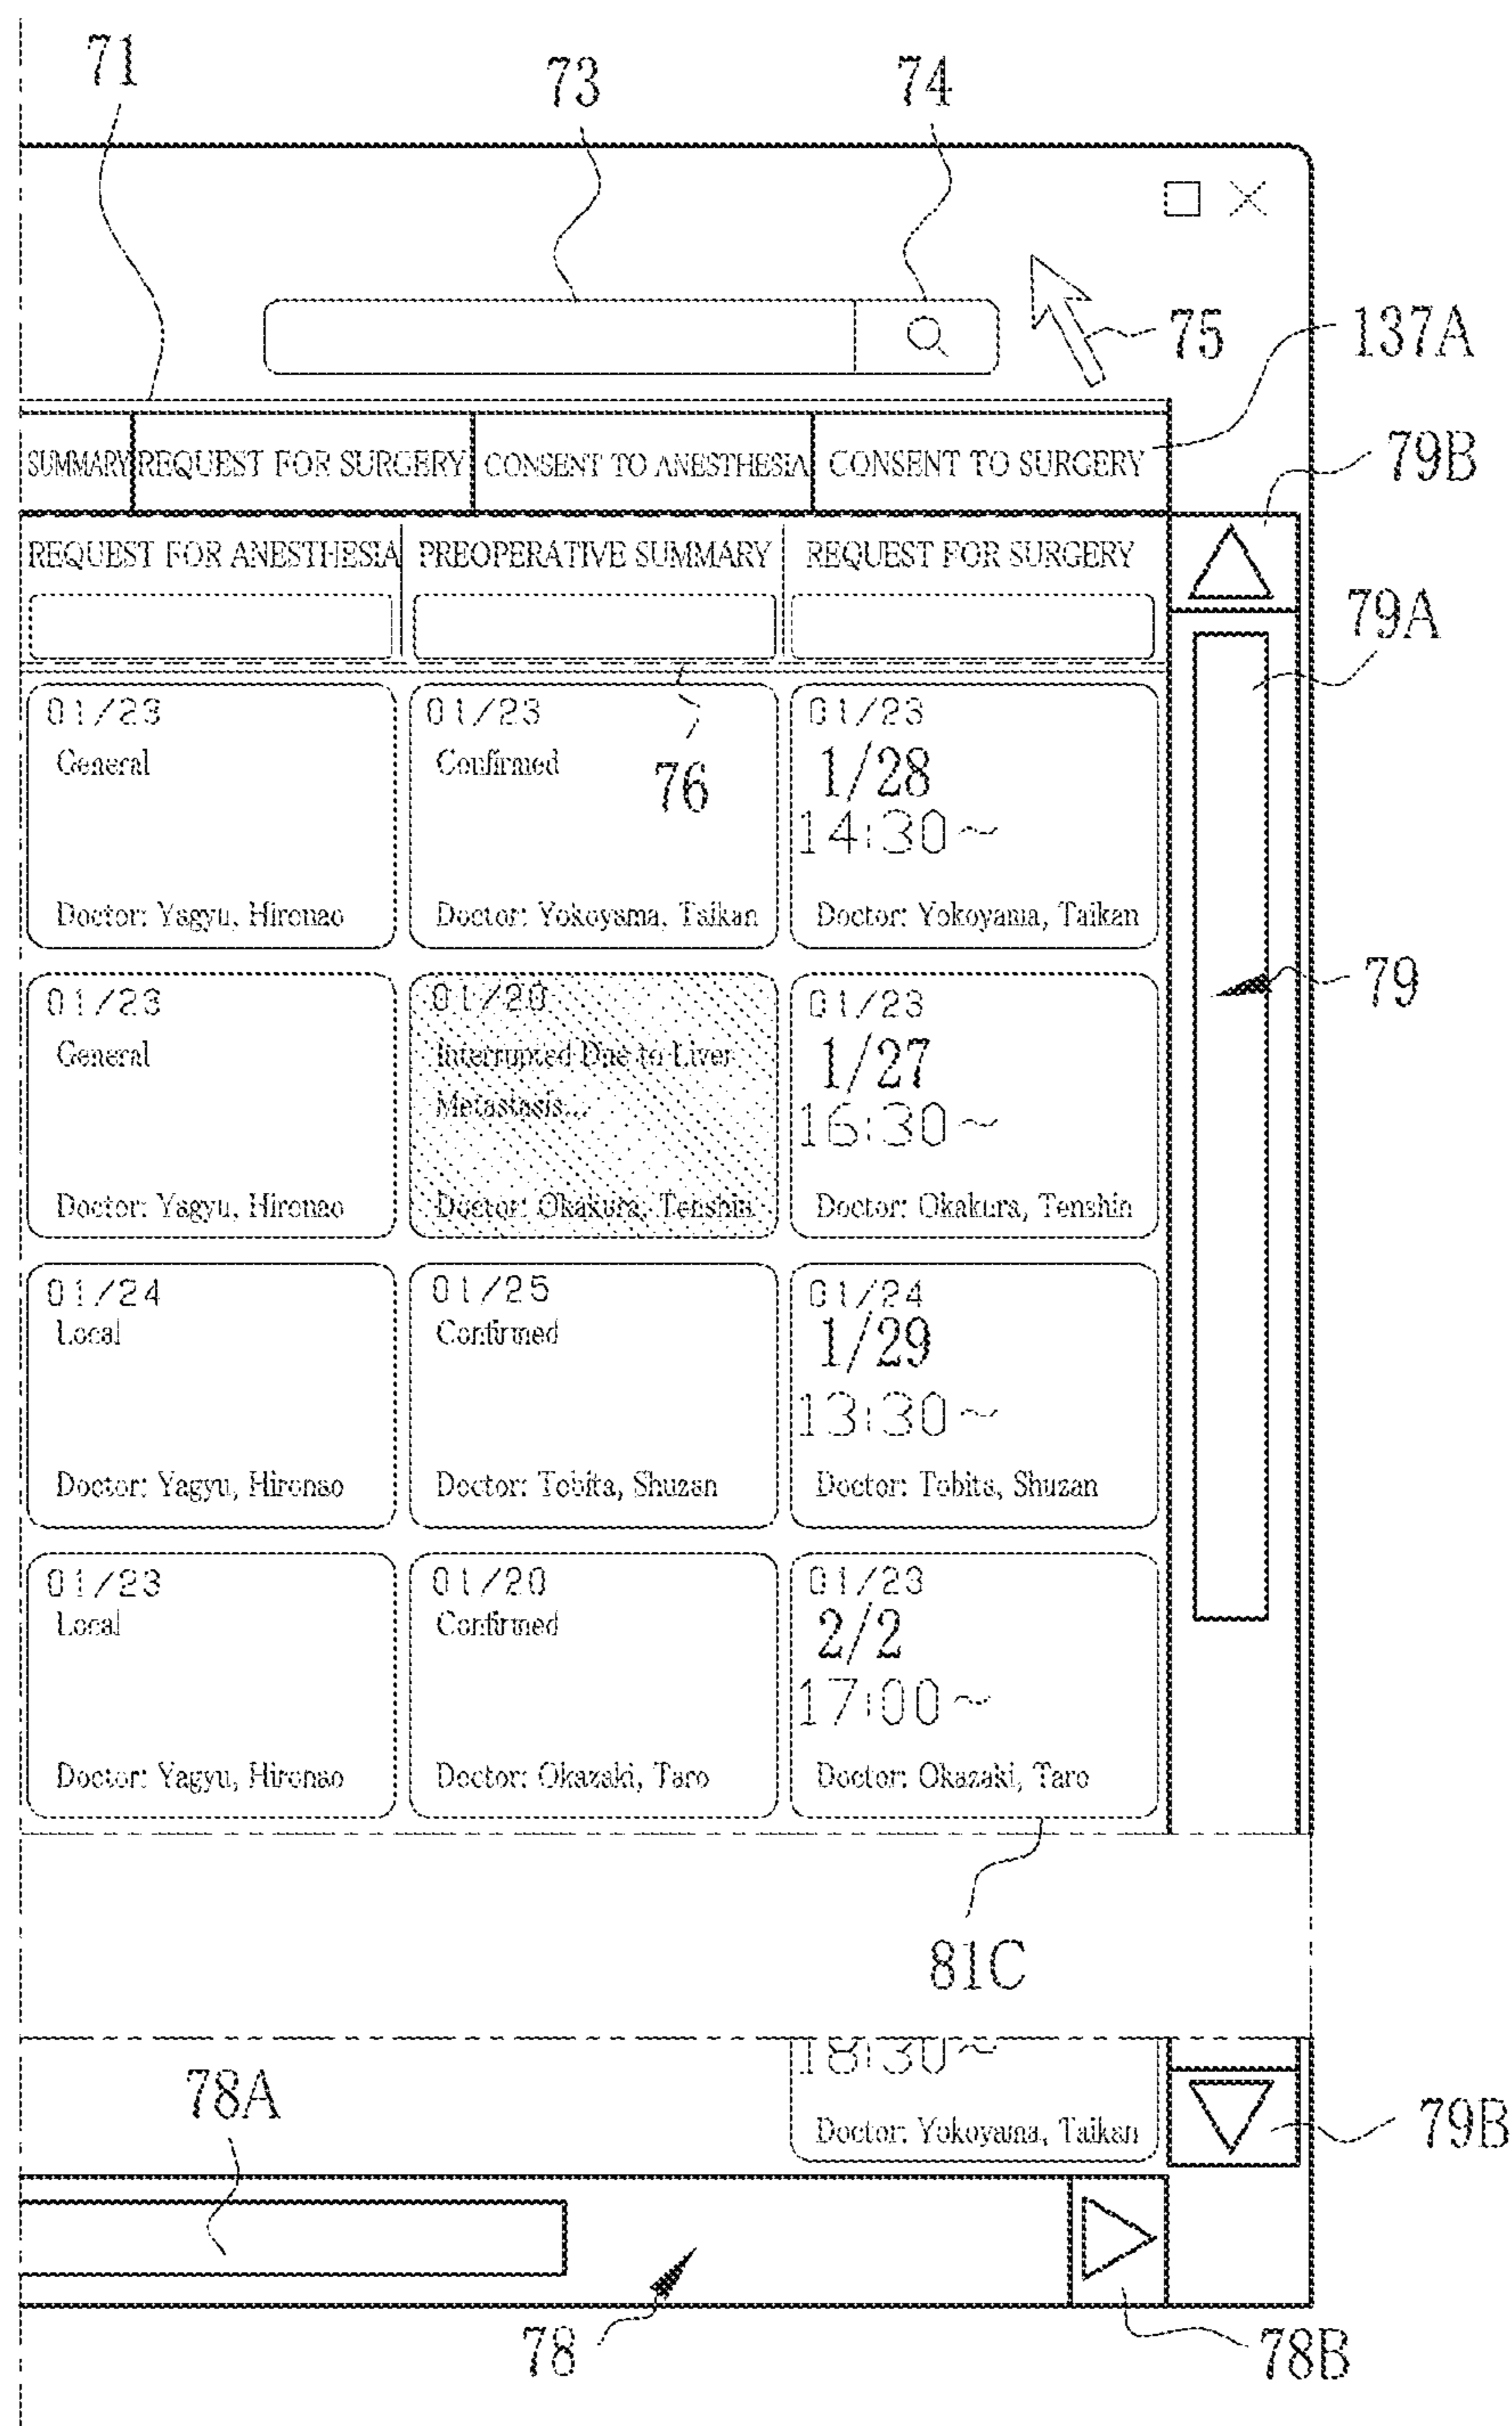 71
73
74
75
137A
SUMMARY REQUEST FOR SURGERY CONSENT TO ANESTHESIA CONSENT TO SURGERY
79B
REQUEST FOR ANESTHESIA PREOPERATIVE SUMMARY REQUEST FOR SURGERY
79A
01/23 01/23 01/23
General Confirmed 1/28
76
14:30~
Doctor: Yagyu, Hironao Doctor: Yokoyama, Taikan Doctor: Yokoyama, Taikan
79
01/23 01/20 01/23
General Interrupted Due to Liver 1/27
Metastasis... 16:30~
Doctor: Yagyu, Hironao Doctor: Okakura, Tenshin Doctor: Okakura, Tenshin
01/24 01/25 01/24
Local Confirmed 1/29
13:30~
Doctor: Yagyu, Hironao Doctor: Tobita, Shuzan Doctor: Tobita, Shuzan
01/23 01/20 01/23
Local Confirmed 2/2
17:00~
Doctor: Yagyu, Hironao Doctor: Okazaki, Taro Doctor: Okazaki, Taro
81C
18:30~
78A
Doctor: Yokoyama, Taikan
79B
78
78B